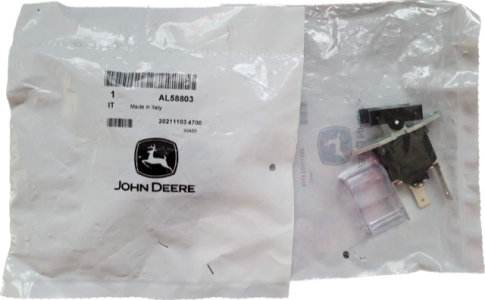 1 AL58803
IT Made in Italy
20211103 4700
JOHN DEERE